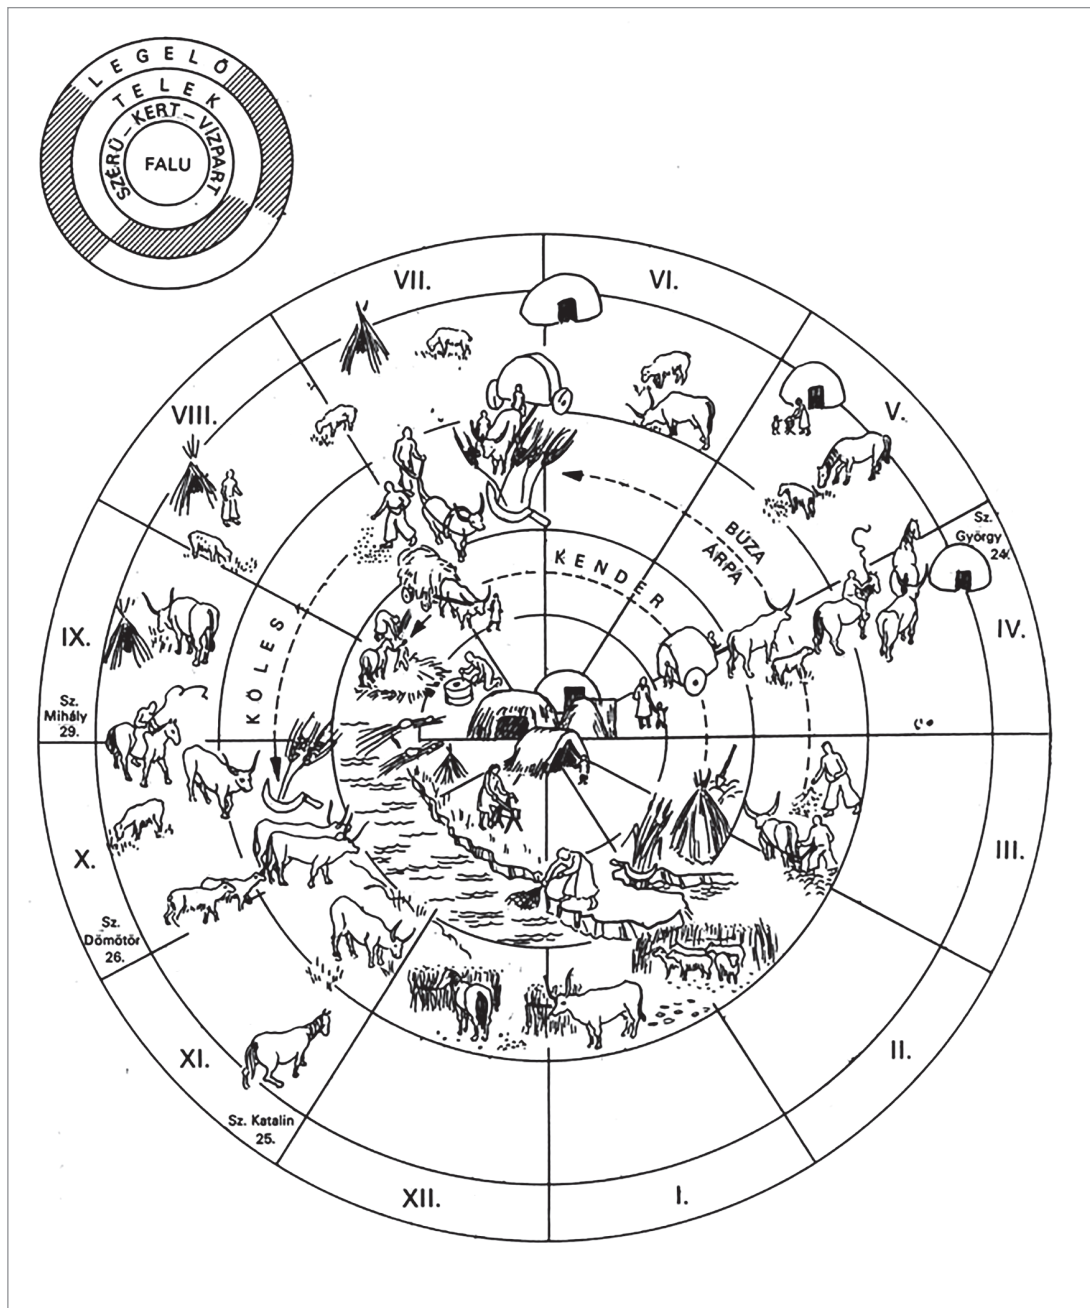 LEGELŐ
TELEK
SZÉRŰ - KERT - VÍZPART
FALU
VII.
VI.
VIII.
V.
BÚZA
ÁRPA
KENDER
Sz.
György
24.
KÖLES
IX.
IV.
Sz.
Mihály
29.
X.
III.
Sz.
Dömötör
26.
XI.
II.
Sz. Katalin
25.
XII.
I.